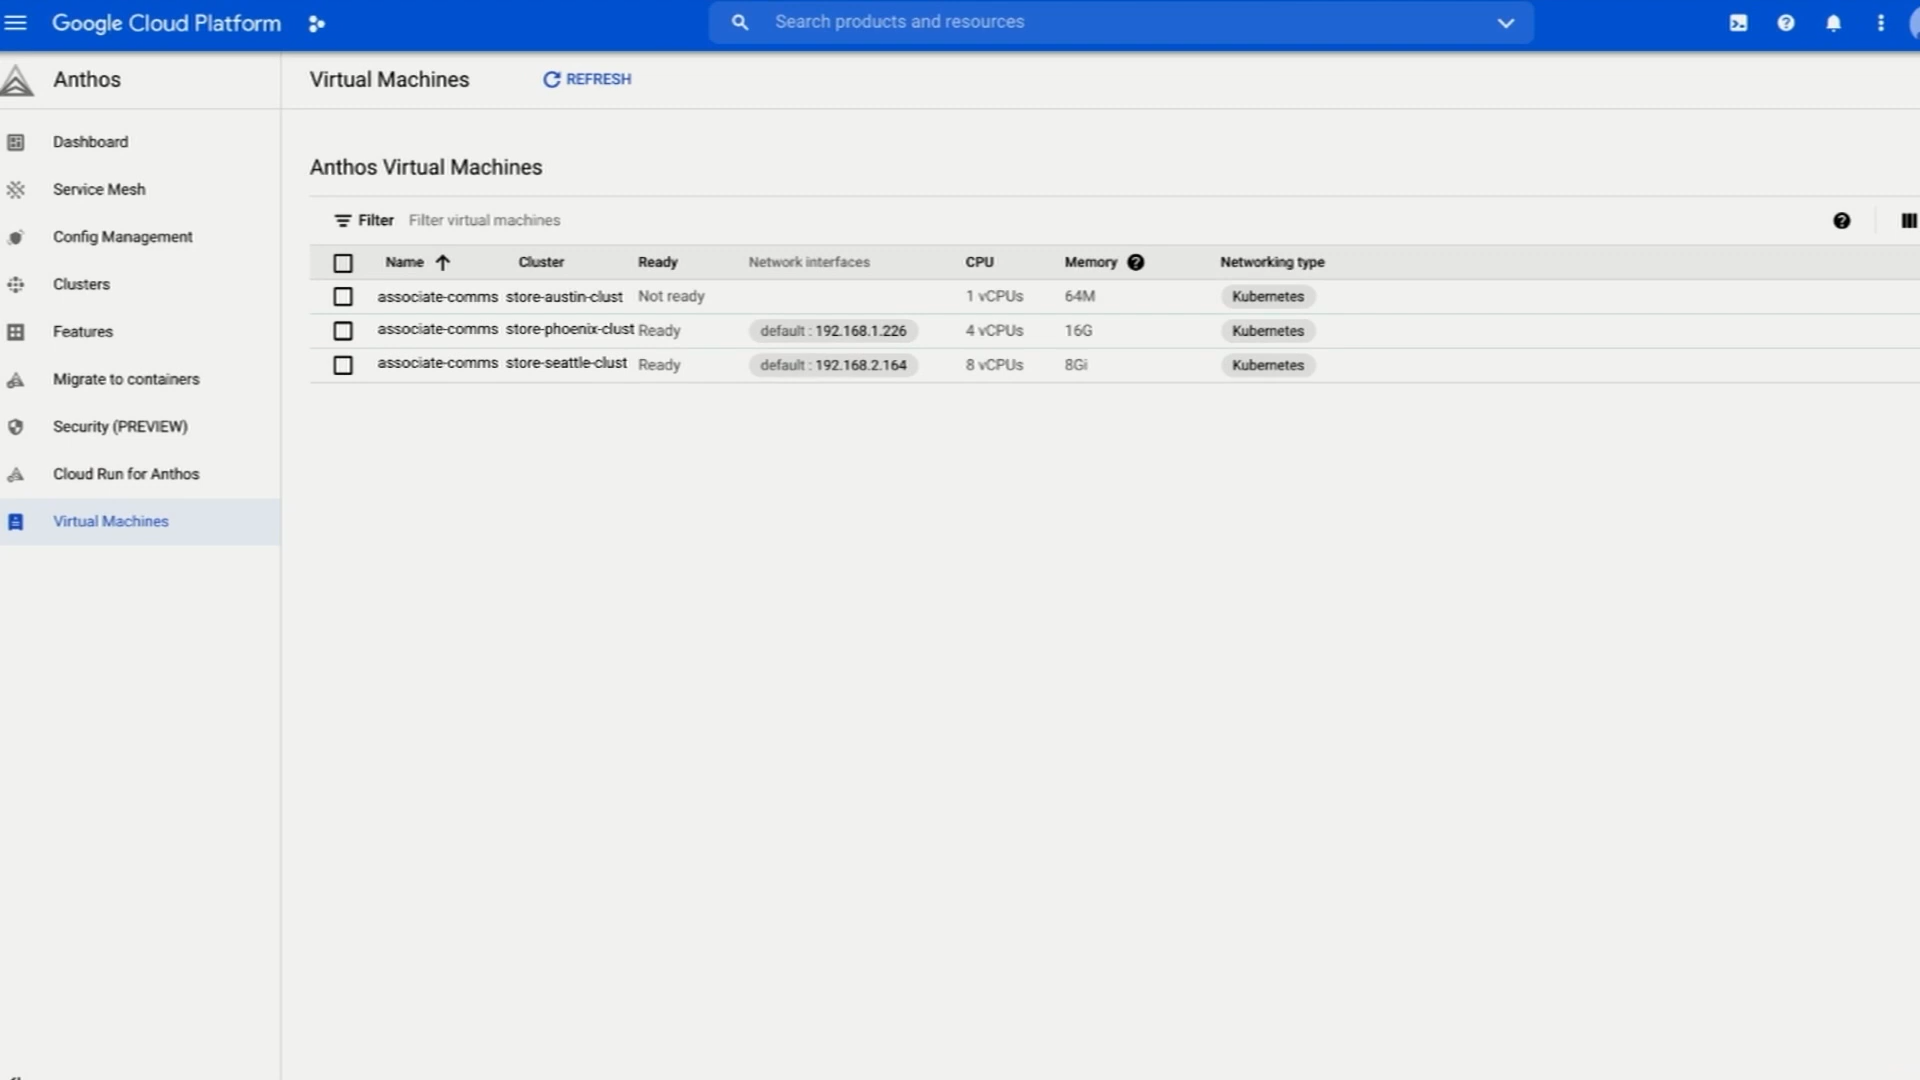 Google Cloud Platform
Search products and resources
Anthos
Virtual Machines
REFRESH
Dashboard
Service Mesh
Config Management
Clusters
Features
Migrate to containers
Security (PREVIEW)
Cloud Run for Anthos
Virtual Machines
Anthos Virtual Machines
Filter Filter virtual machines
Name Cluster Ready Network interfaces CPU Memory Networking type
associate-comms store-austin-clust Not ready 1 vCPUs 64M Kubernetes
associate-comms store-phoenix-clust Ready default : 192.168.1.226 4 vCPUs 16G Kubernetes
associate-comms store-seattle-clust Ready default : 192.168.2.164 8 vCPUs 8Gi Kubernetes